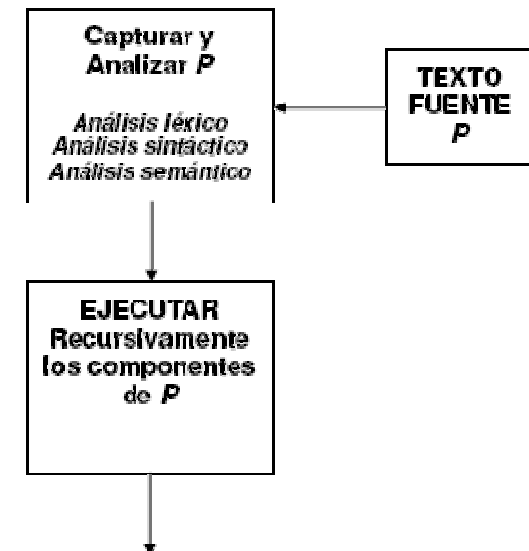 Capturar y
Analizar P
Análisis léxico
Análisis sintáctico
Análisis semántico
TEXTO
FUENTE
P
EJECUTAR
Recursivamente
los componentes
de P